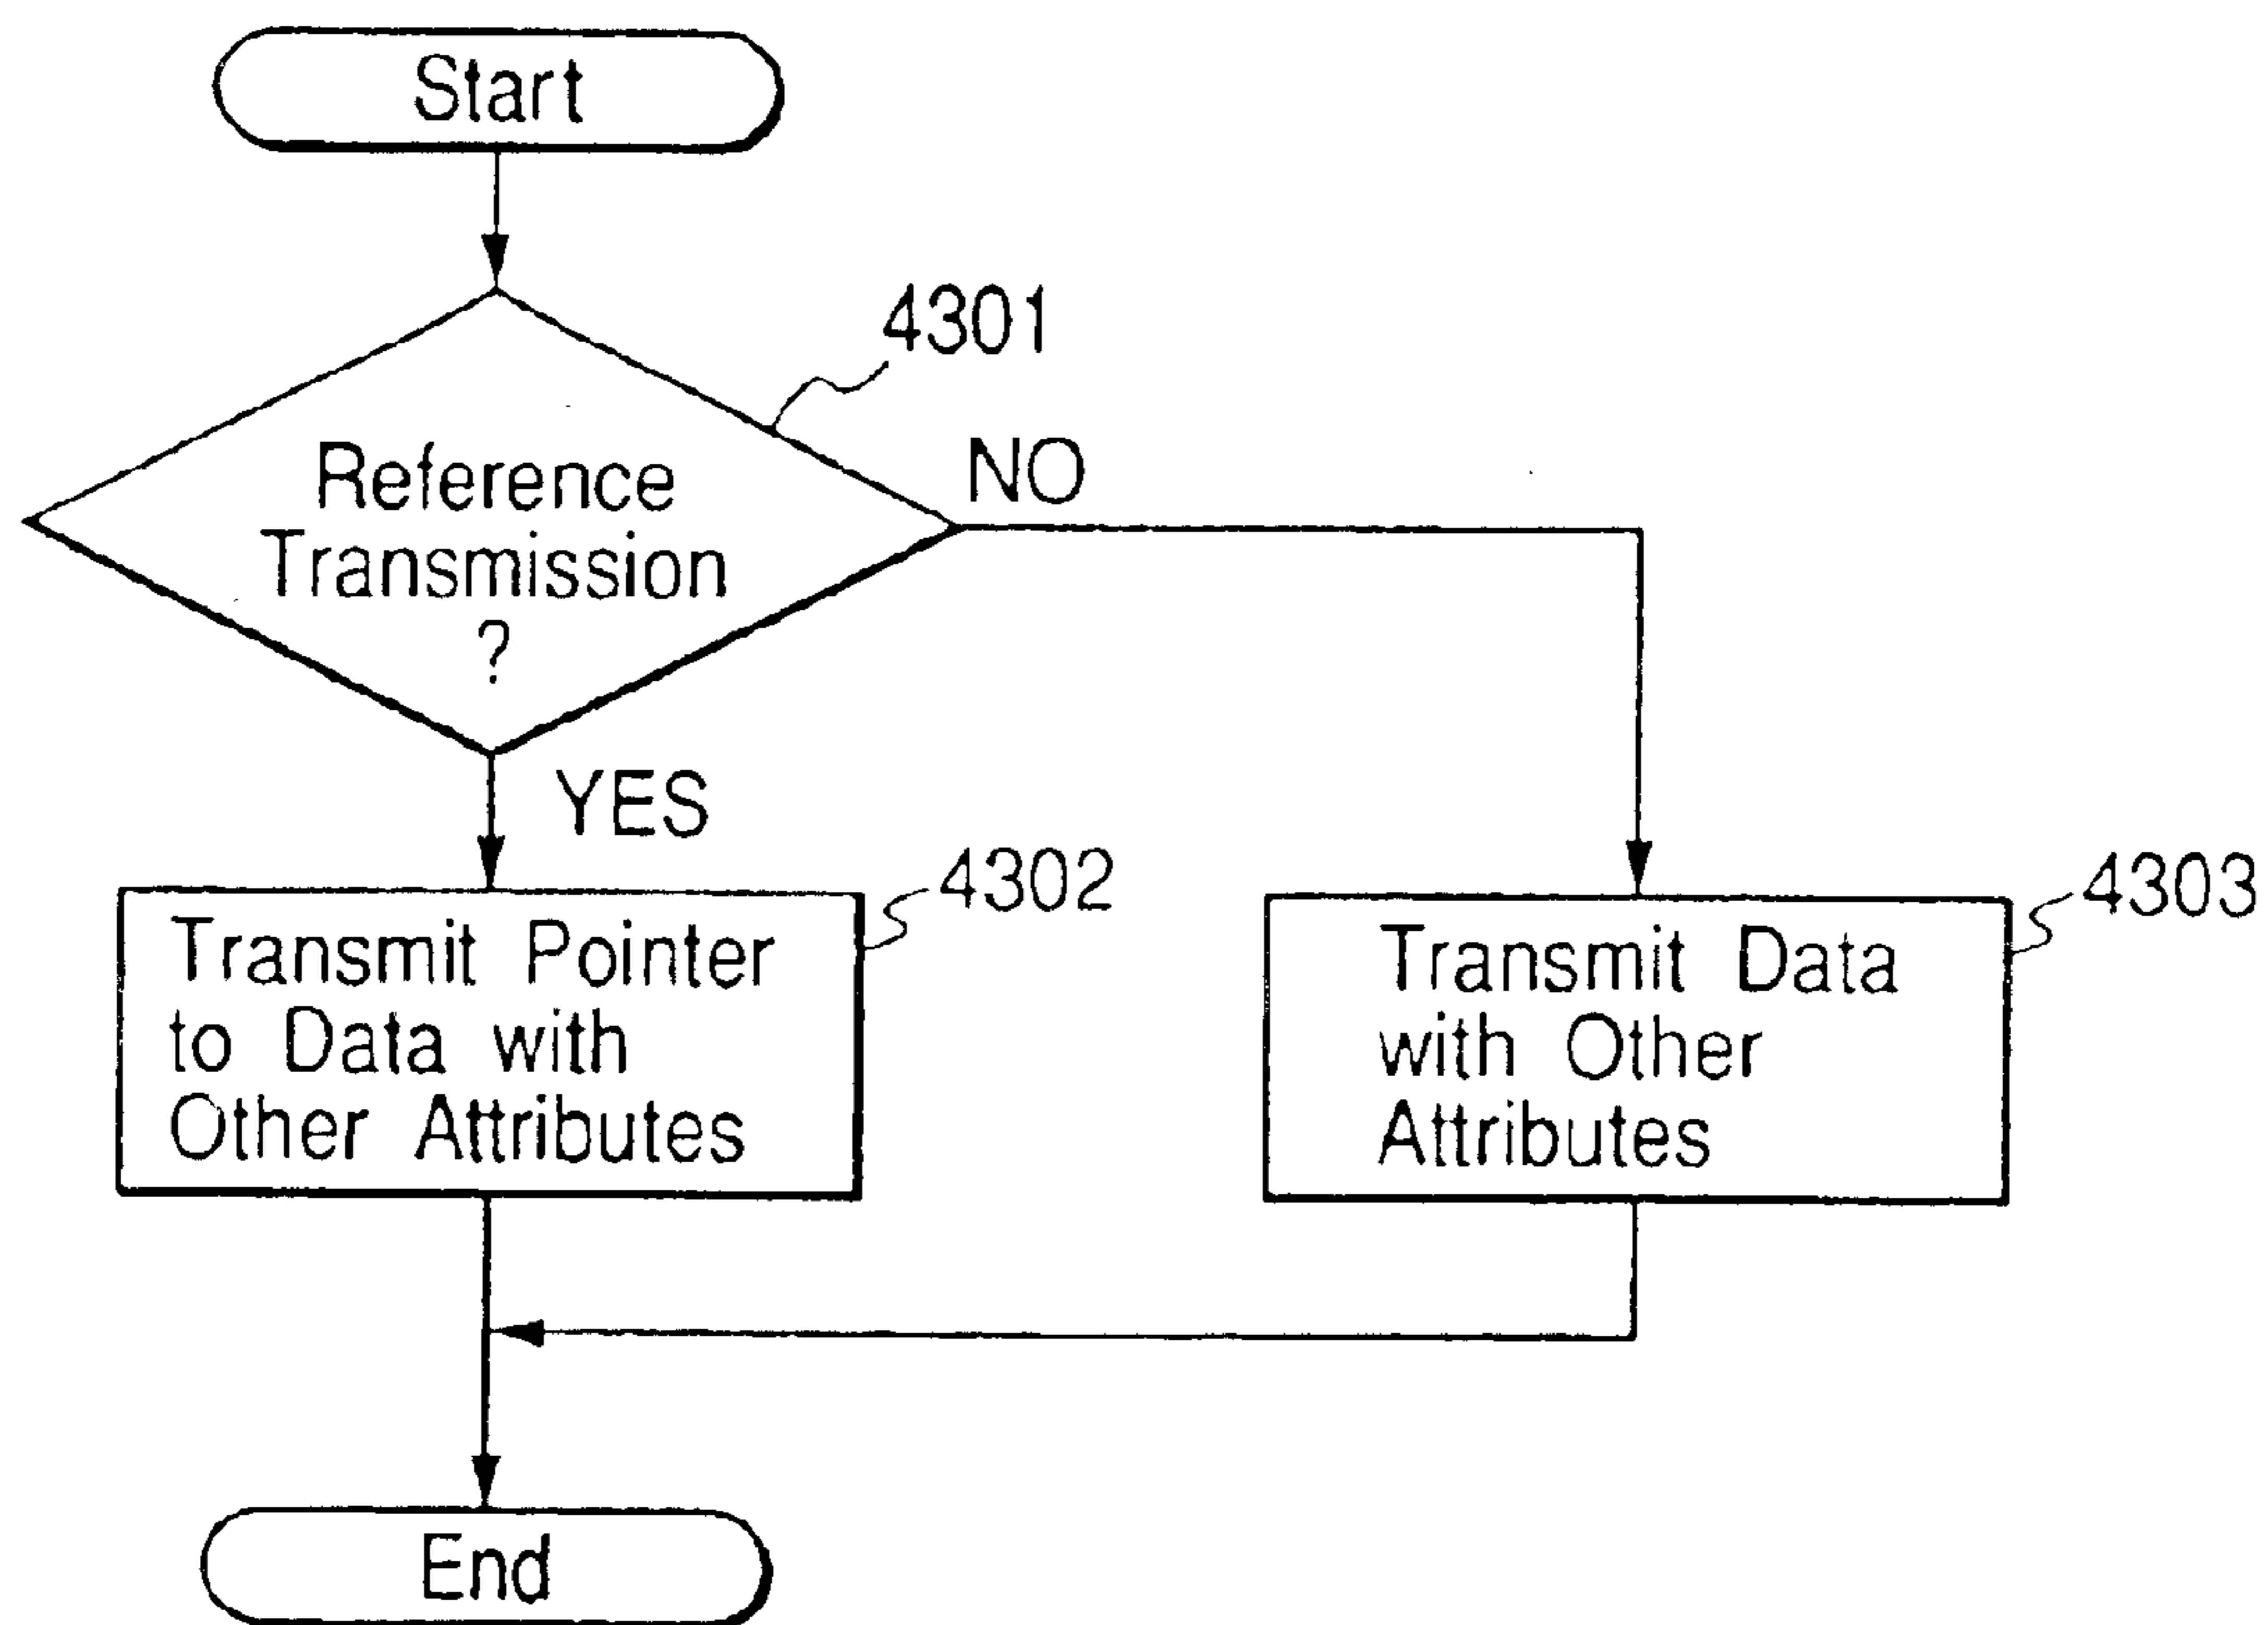 Start
4301
Reference
Transmission
?
NO
YES
4302
Transmit Pointer
to Data with
Other Attributes
4303
Transmit Data
with Other
Attributes
End